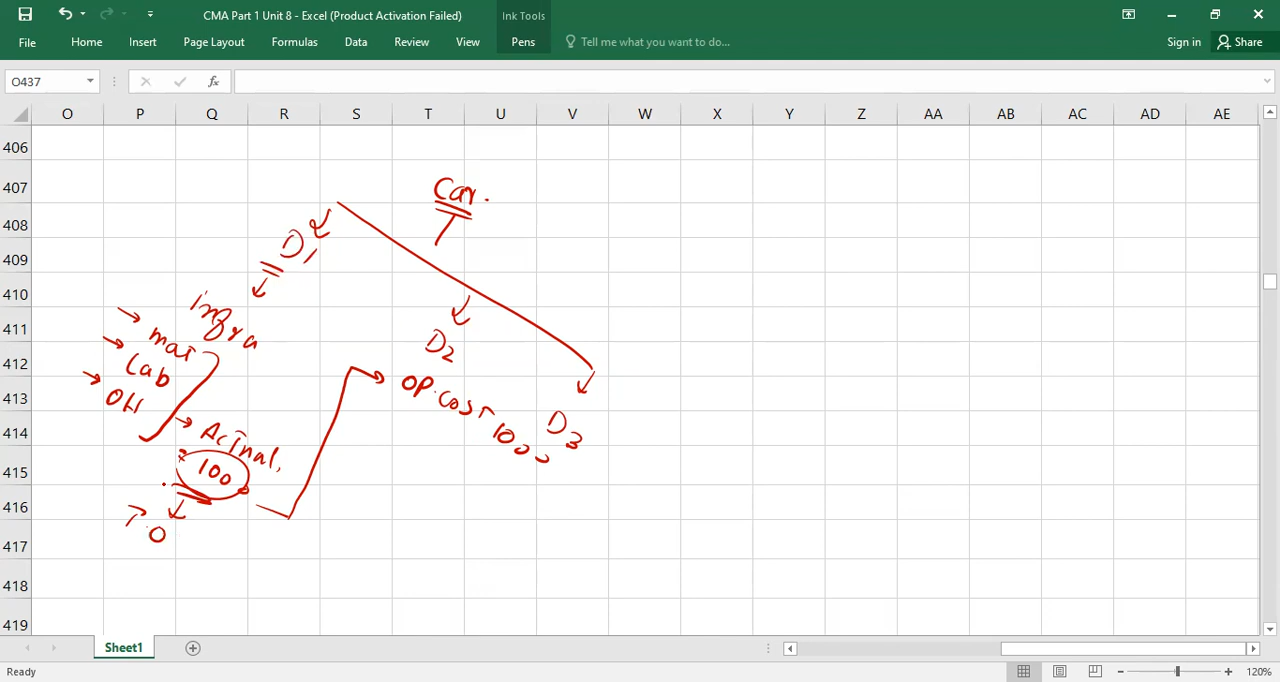 CMA Part 1 Unit 8 - Excel (Product Activation Failed)
Ink Tools
File Home Insert Page Layout Formulas Data Review View Pens Tell me what you want to do... Sign in Share
O437 fx
O P Q R S T U V W X Y Z AA AB AC AD AE
406
407
408
409
410
411
412
413
414
415
416
417
418
419
Car.
D1
D2
op. Cost
D3
mat
Lab
OH
Actual,
100
Sheet1
Ready
120%